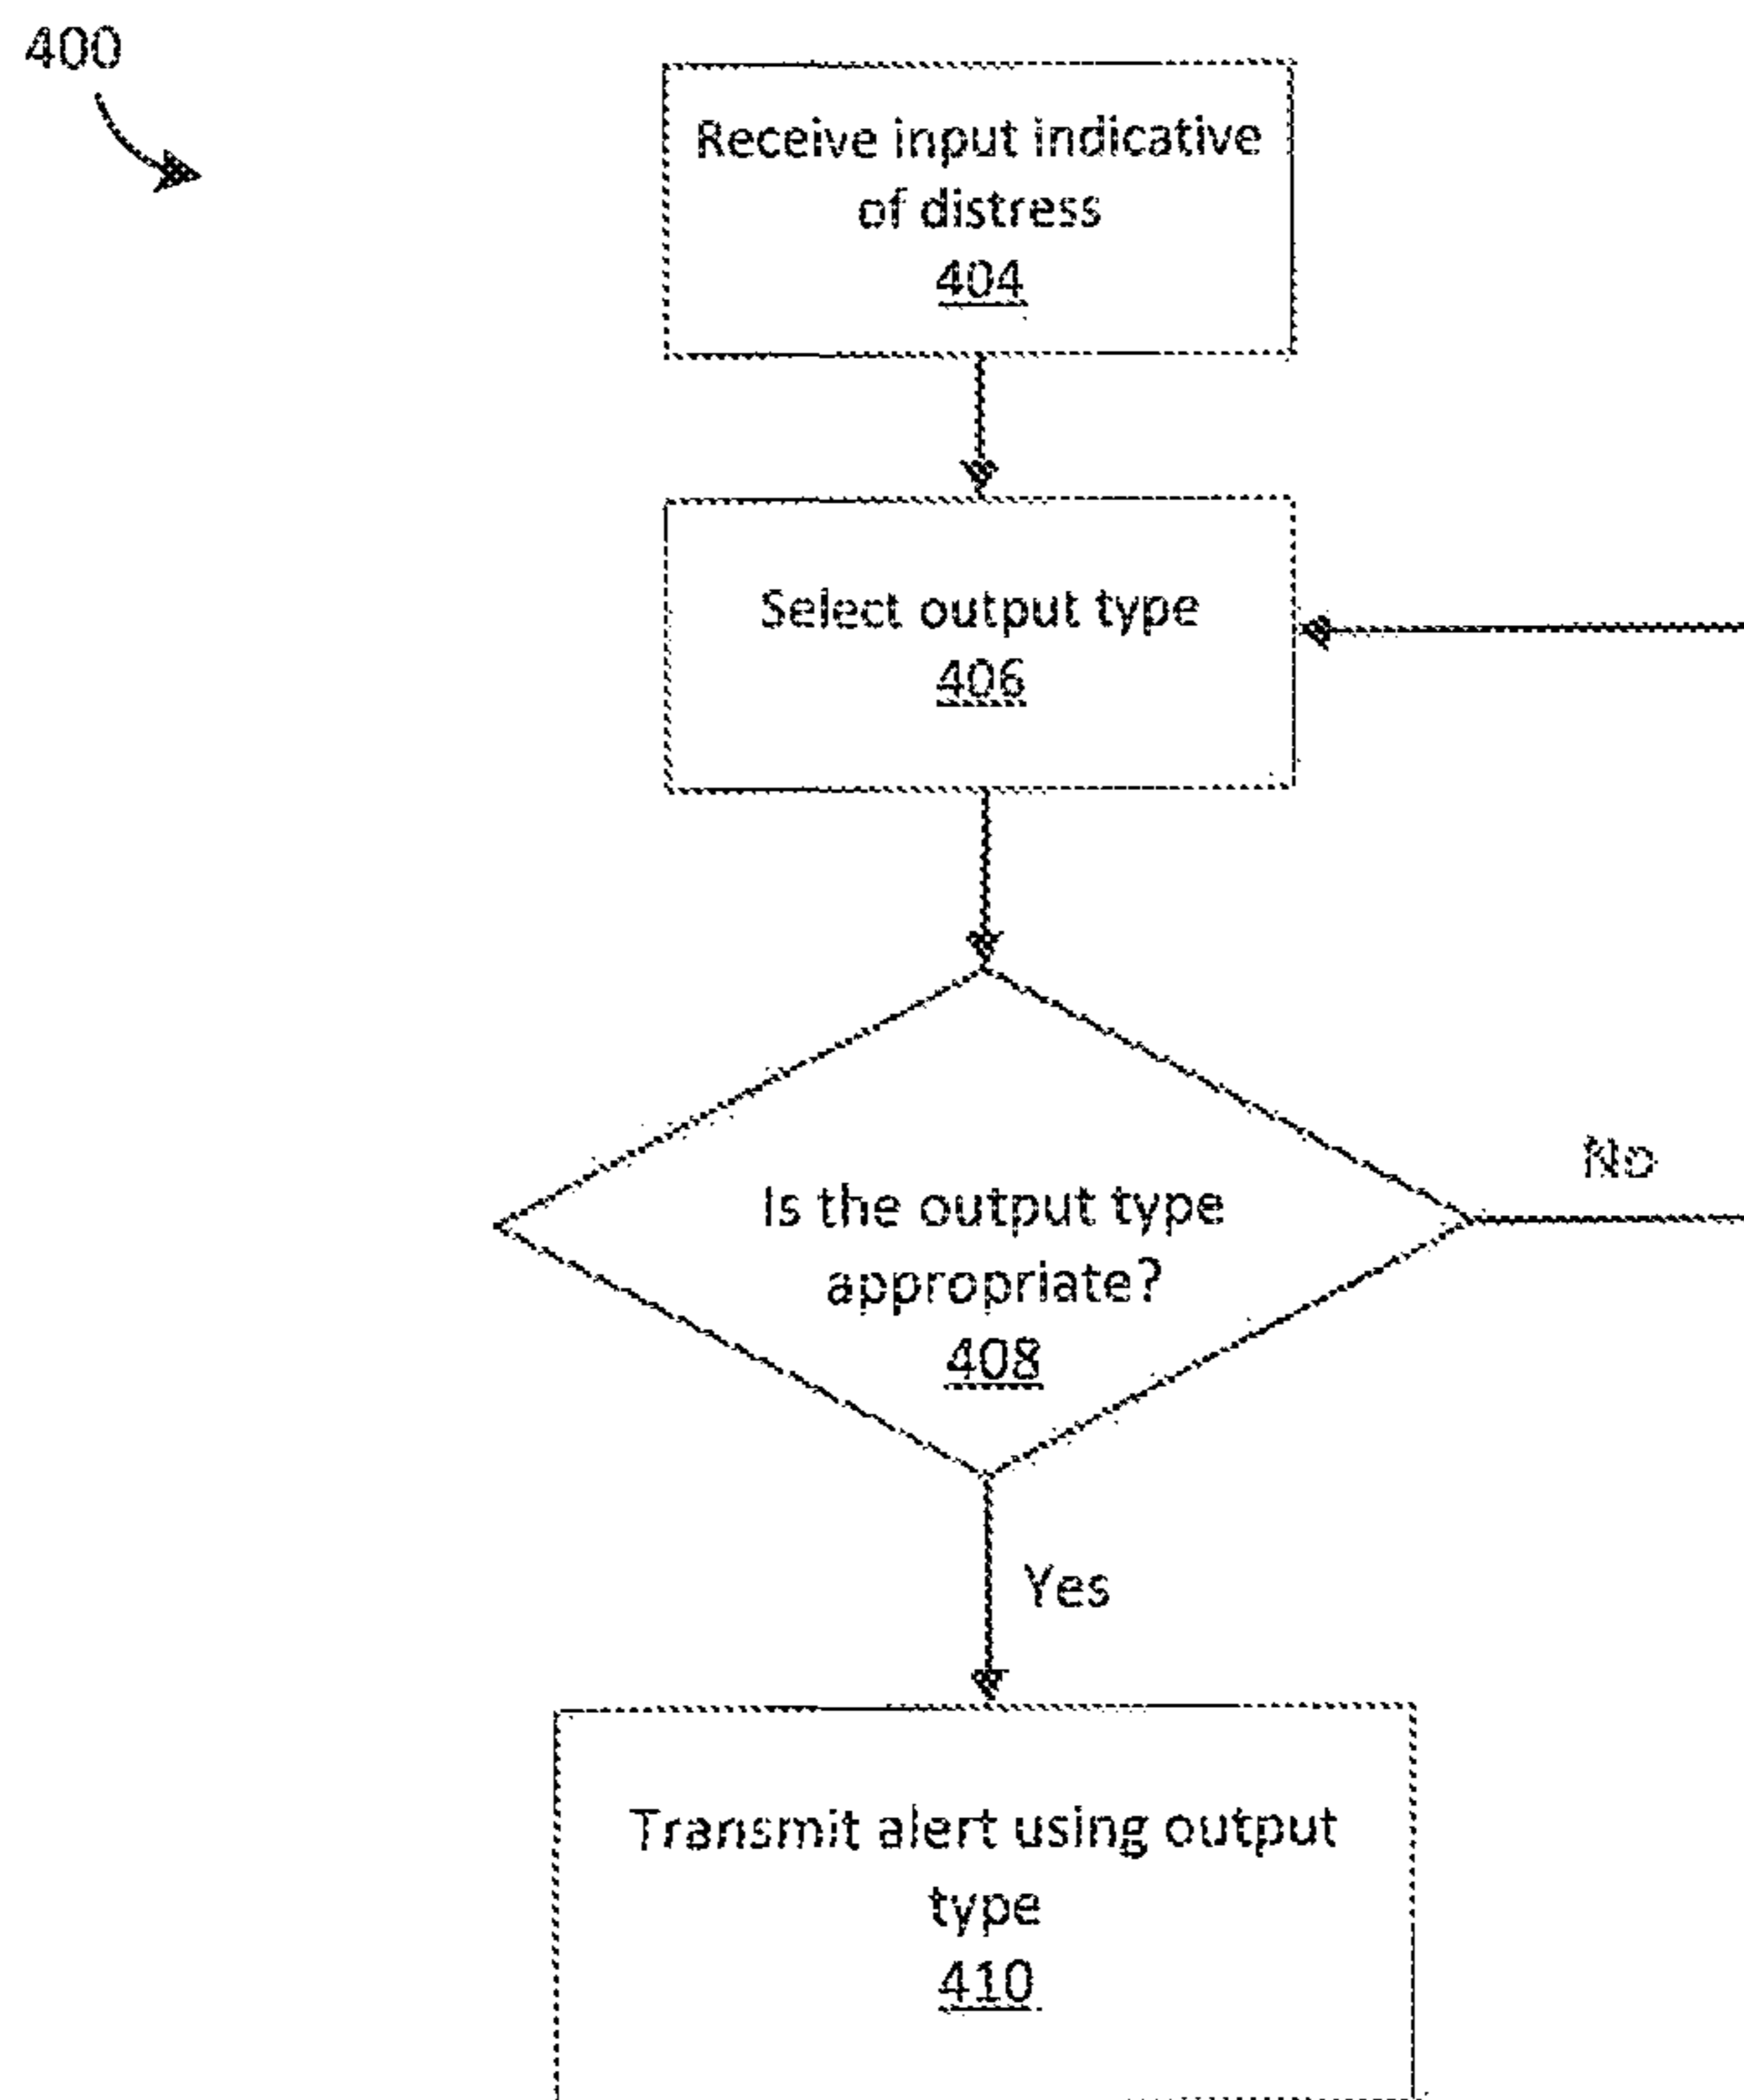 400
Receive input indicative
of distress
404
Select output type
406
Is the output type
appropriate?
408
No
Yes
Transmit alert using output
type
410